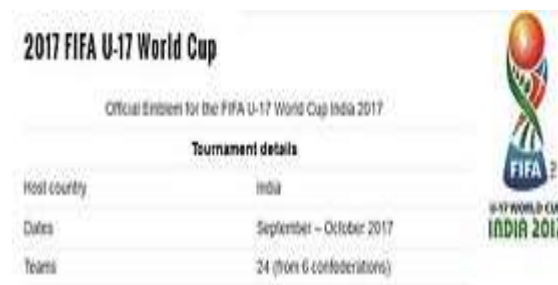 2017 FIFA U-17 World Cup
Official Emblem for the FIFA U-17 World Cup India 2017
Tournament details
Host country India
Dates September – October 2017
Teams 24 (from 6 confederations)
FIFA
U-17 WORLD CUP
INDIA 2017